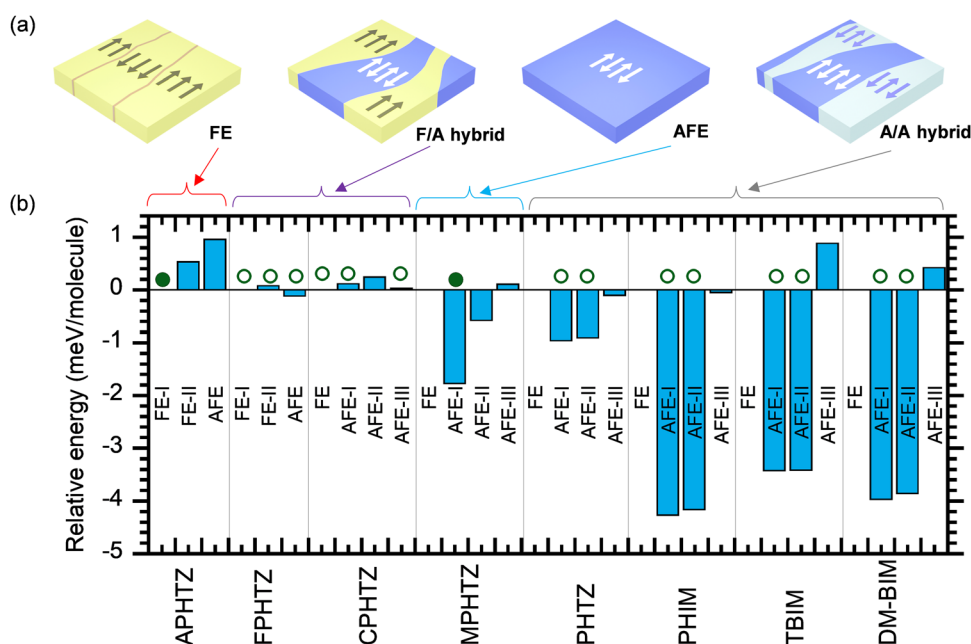 (a)
FE
F/A hybrid
AFE
A/A hybrid
(b)
Relative energy (meV/molecule)
1
0
-1
-2
-3
-4
-5
FE-I
FE-II
AFE
FE-I
FE-II
AFE
FE
AFE-I
AFE-II
AFE-III
FE
AFE-I
AFE-II
AFE-III
FE
AFE-I
AFE-II
AFE-III
FE
AFE-I
AFE-II
AFE-III
FE
AFE-I
AFE-II
AFE-III
FE
AFE-I
AFE-II
AFE-III
APHTZ
FPHTZ
CPHTZ
MPHTZ
PHTZ
PHIM
TBIM
DM-BIM